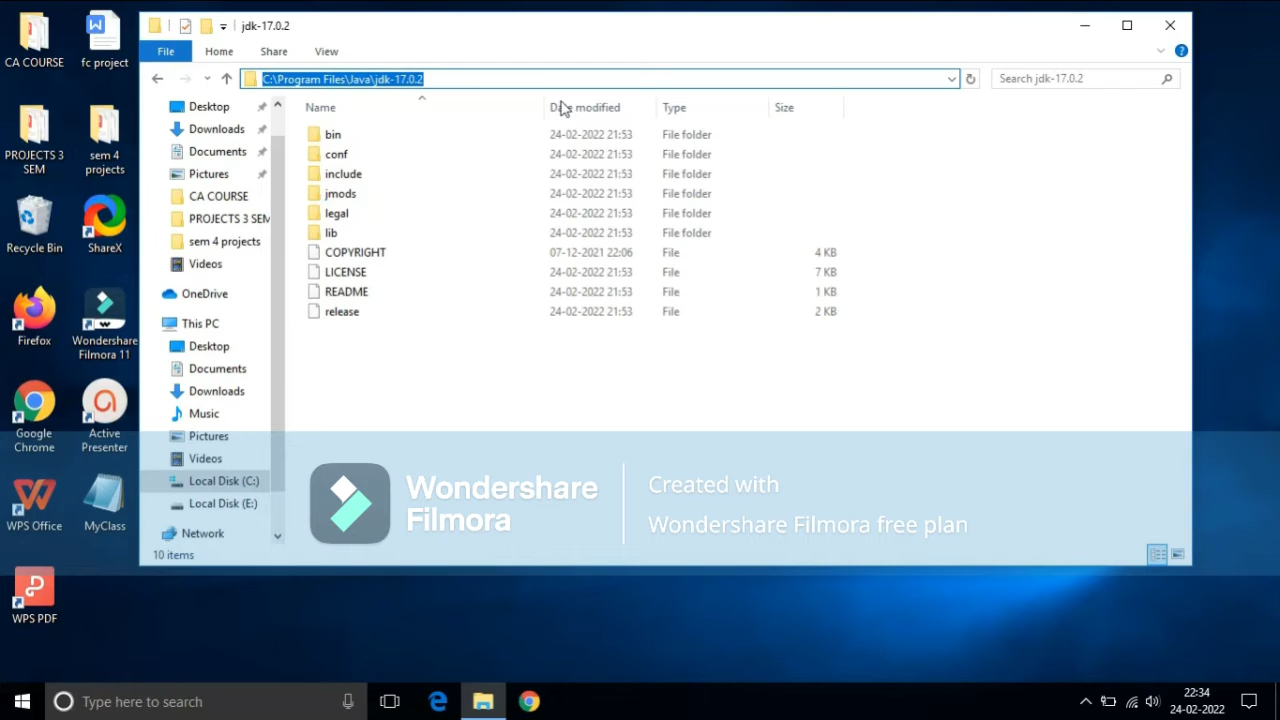 CA COURSE
fc project
PROJECTS 3
SEM
sem 4
projects
Recycle Bin
ShareX
Firefox
Wondershare
Filmora 11
Google
Chrome
Active
Presenter
WPS Office
MyClass
WPS PDF
jdk-17.0.2
File
Home
Share
View
C:\Program Files\Java\jdk-17.0.2
Search jdk-17.0.2
Desktop
Downloads
Documents
Pictures
CA COURSE
PROJECTS 3 SEM
sem 4 projects
Videos
OneDrive
This PC
Desktop
Documents
Downloads
Music
Pictures
Videos
Local Disk (C:)
Local Disk (E:)
Network
Name Date modified Type Size
bin 24-02-2022 21:53 File folder
conf 24-02-2022 21:53 File folder
include 24-02-2022 21:53 File folder
jmods 24-02-2022 21:53 File folder
legal 24-02-2022 21:53 File folder
lib 24-02-2022 21:53 File folder
COPYRIGHT 07-12-2021 22:06 File 4 KB
LICENSE 24-02-2022 21:53 File 7 KB
README 24-02-2022 21:53 File 1 KB
release 24-02-2022 21:53 File 2 KB
Wondershare
Filmora
Created with
Wondershare Filmora free plan
10 items
Type here to search
22:34
24-02-2022